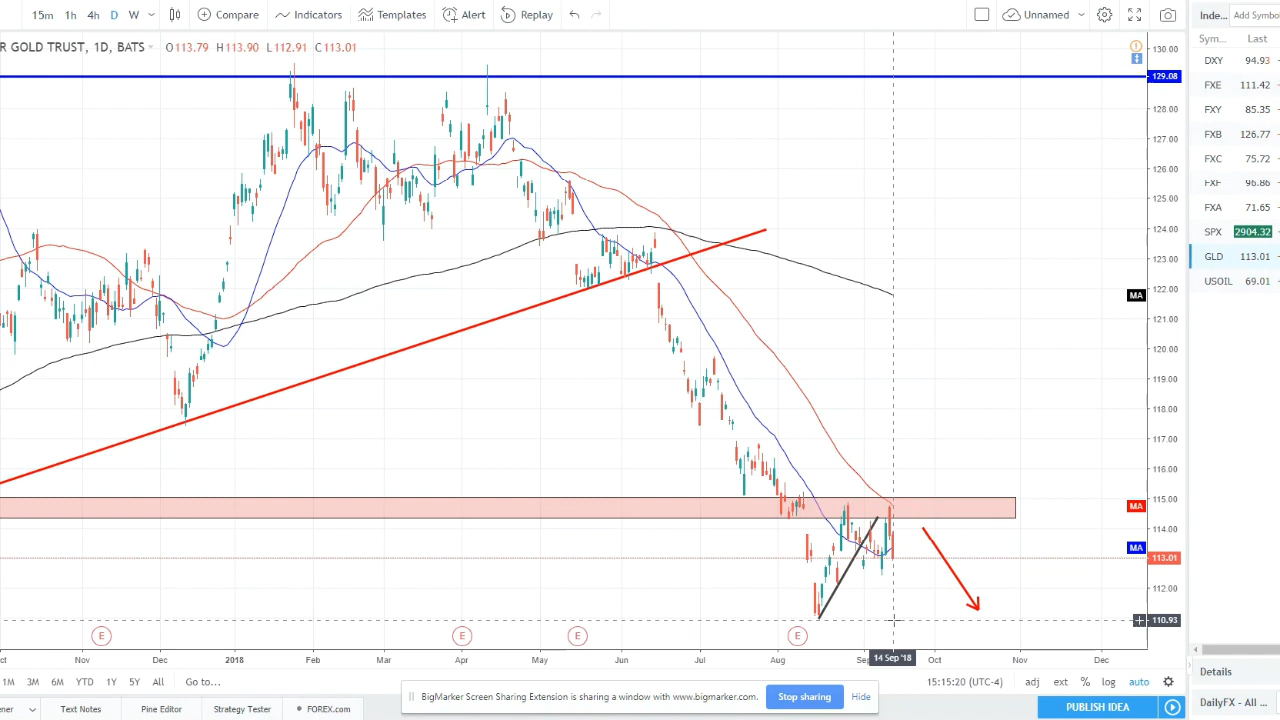 15m 1h 4h D W Compare Indicators Templates Alert Replay Unnamed
Inde... Add Symbo
R GOLD TRUST, 1D, BATS O113.79 H113.90 L112.91 C113.01
Sym... Last
DXY 94.93
FXE 111.42
FXY 85.35
FXB 126.77
FXC 75.72
FXF 96.86
FXA 71.65
SPX 2904.32
GLD 113.01
USOIL 69.01
130.00
129.08
128.00
127.00
126.00
125.00
124.00
123.00
122.00
MA
121.00
120.00
119.00
118.00
117.00
116.00
115.00
MA
114.00
MA
113.01
112.00
110.93
E E E E
Nov Dec 2018 Feb Mar Apr May Jun Jul Aug 14 Sep '18 Oct Nov Dec
1M 3M 6M YTD 1Y 5Y All Go to... 15:15:20 (UTC-4) adj ext % log auto
Details
BigMarker Screen Sharing Extension is sharing a window with www.bigmarker.com. Stop sharing Hide
ener Text Notes Pine Editor Strategy Tester FOREX.com PUBLISH IDEA
DailyFX - All ...